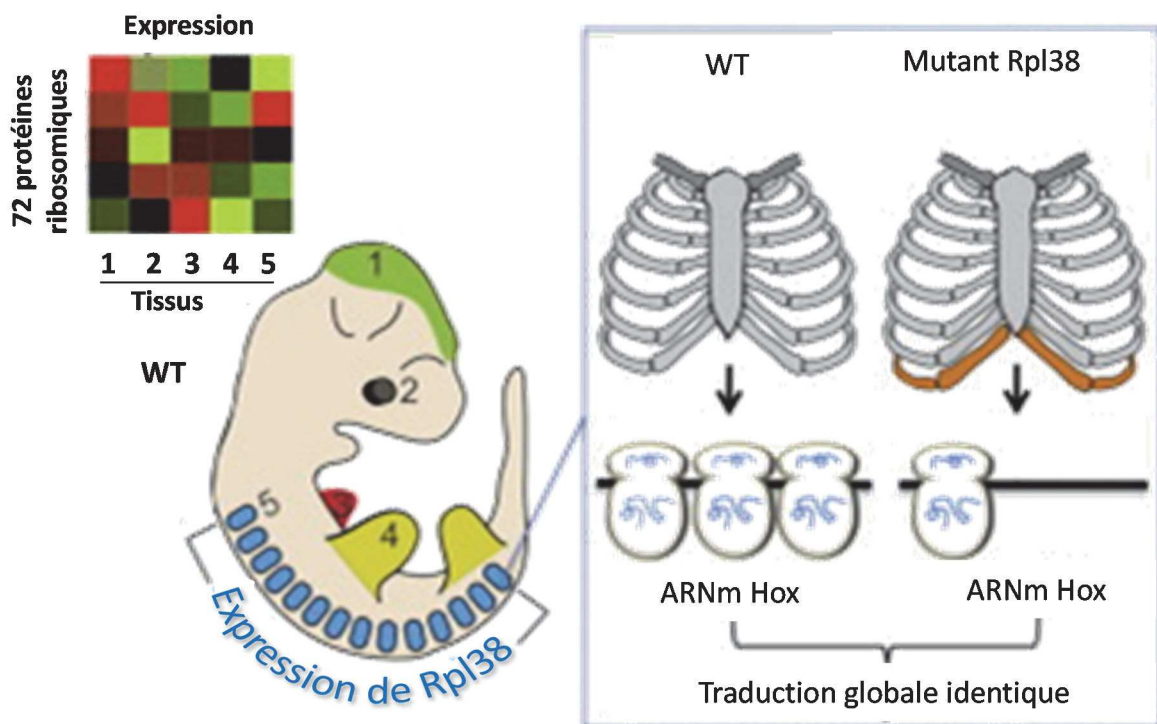 Expression
72 protéines
ribosomiques
1 2 3 4 5
Tissus
WT
1
2
3
4
5
Expression de Rpl38
WT
Mutant Rpl38
ARNm Hox
ARNm Hox
Traduction globale identique